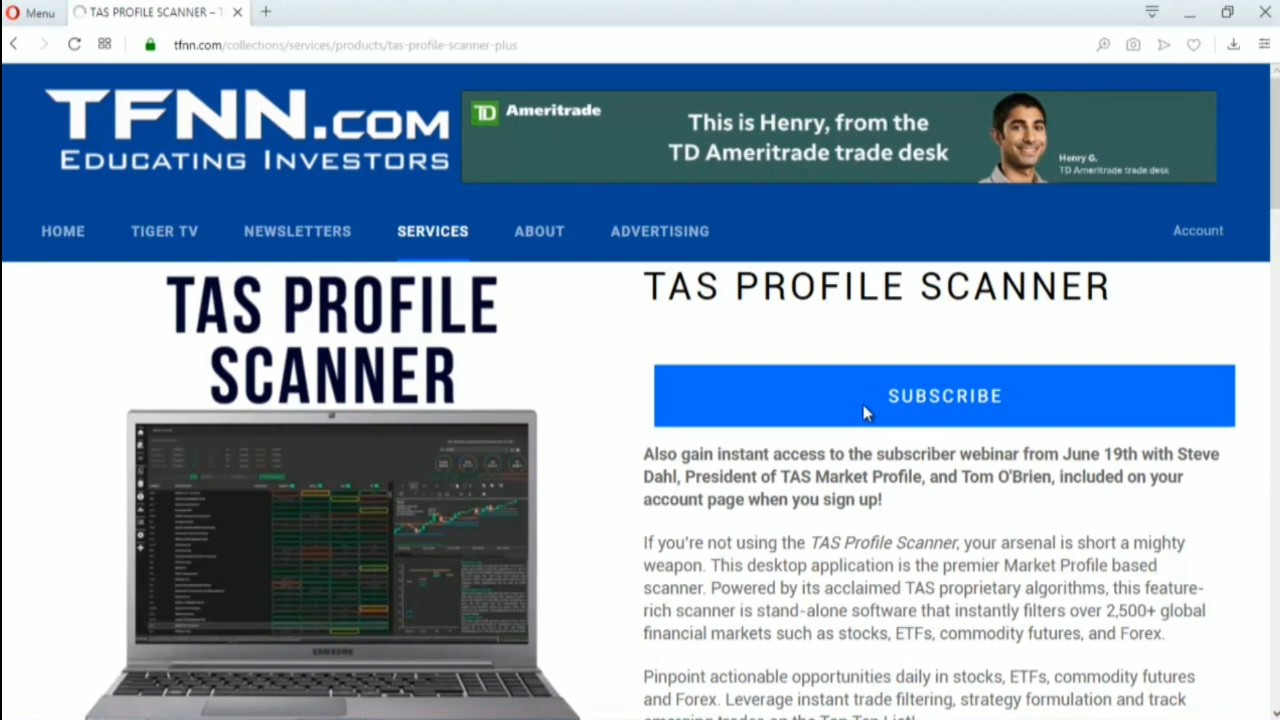 Menu
TAS PROFILE SCANNER –
tfnn.com/collections/services/products/tas-profile-scanner-plus
TFNN.COM
EDUCATING INVESTORS
TD Ameritrade
This is Henry, from the
TD Ameritrade trade desk
Henry G.
TD Ameritrade trade desk
HOME TIGER TV NEWSLETTERS SERVICES ABOUT ADVERTISING Account
TAS PROFILE
SCANNER
SAMSUNG
TAS PROFILE SCANNER
SUBSCRIBE
Also gain instant access to the subscriber webinar from June 19th with Steve
Dahl, President of TAS Market Profile, and Tom O'Brien, included on your
account page when you sign up!
If you're not using the TAS Profile Scanner, your arsenal is short a mighty
weapon. This desktop application is the premier Market Profile based
scanner. Powered by its acclaimed TAS proprietary algorithms, this feature-
rich scanner is stand-alone software that instantly filters over 2,500+ global
financial markets such as stocks, ETFs, commodity futures, and Forex.
Pinpoint actionable opportunities daily in stocks, ETFs, commodity futures
and Forex. Leverage instant trade filtering, strategy formulation and track
emerging trades on the Top Ten List!